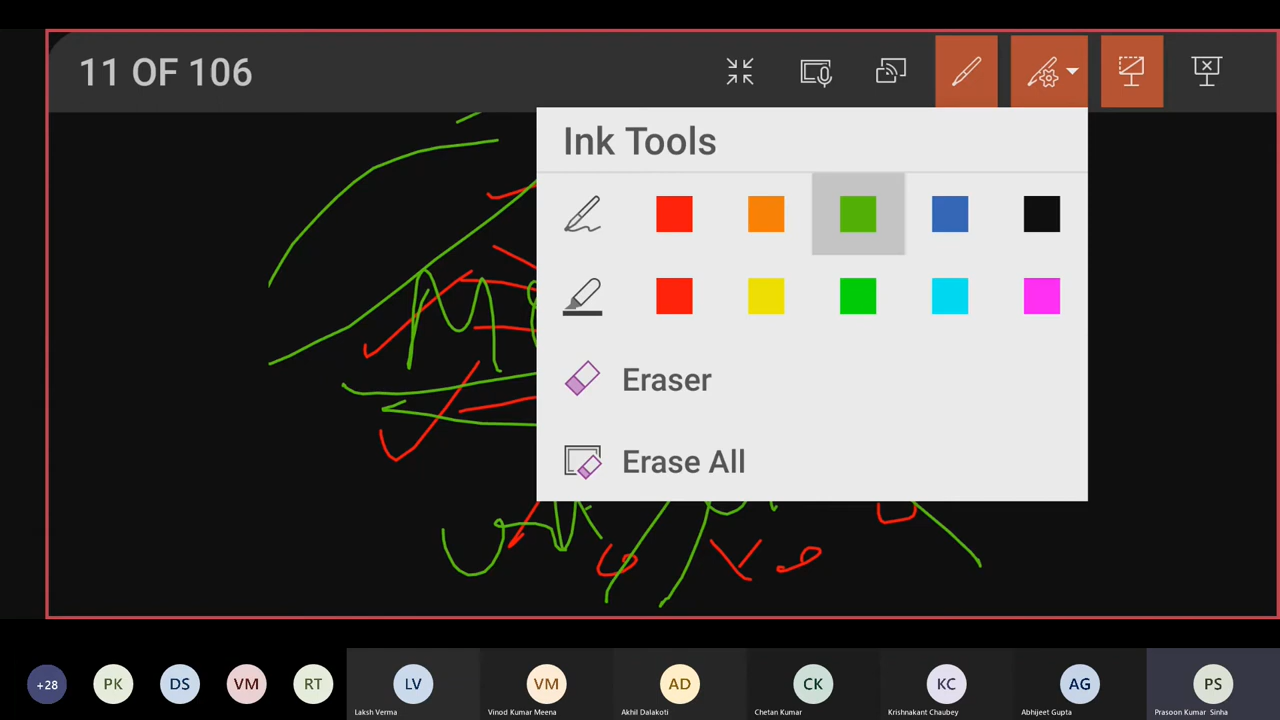 11 OF 106
Ink Tools
Eraser
Erase All
+28
PK
DS
VM
RT
LV
VM
AD
CK
KC
AG
PS
Laksh Verma
Vinod Kumar Meena
Akhil Dalakoti
Chetan Kumar
Krishnakant Chaubey
Abhijeet Gupta
Prasoon Kumar Sinha